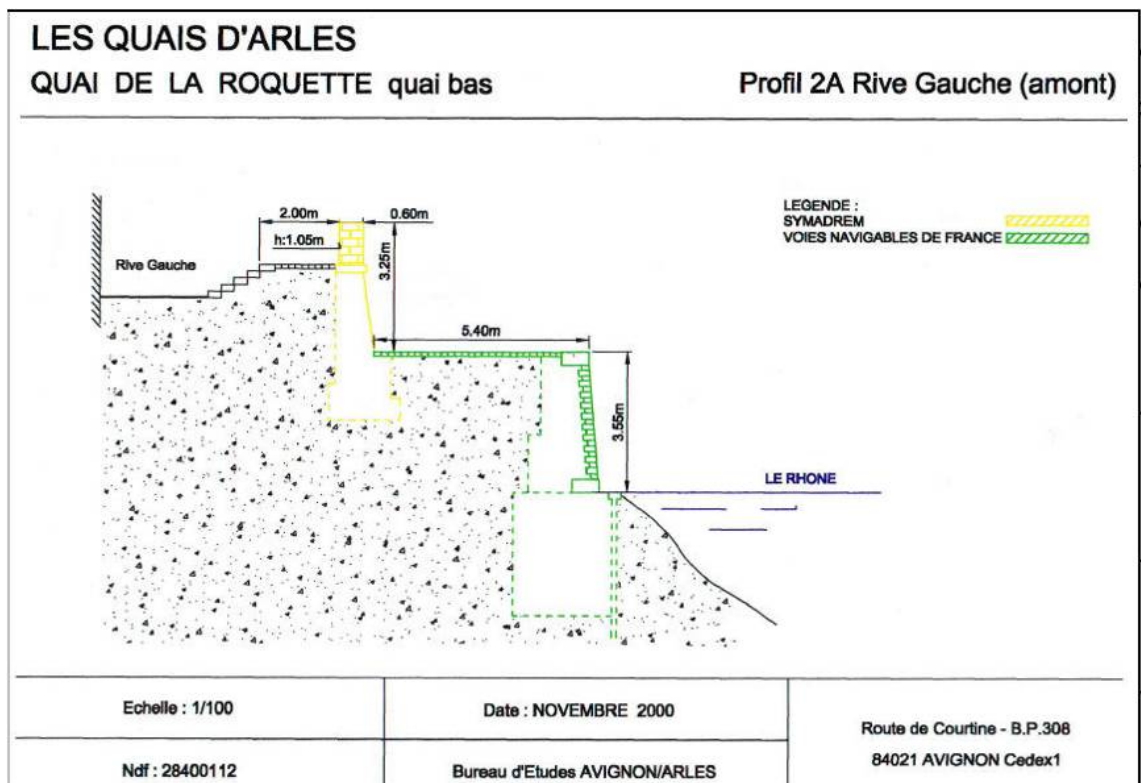 LES QUAIS D'ARLES
QUAI DE LA ROQUETTE quai bas
Profil 2A Rive Gauche (amont)
LEGENDE :
SYMADREM
VOIES NAVIGABLES DE FRANCE
2.00m
0.60m
h:1.05m
3.25m
Rive Gauche
5.40m
3.55m
LE RHONE
Echelle : 1/100
Date : NOVEMBRE 2000
Route de Courtine - B.P.308
84021 AVIGNON Cedex1
Ndf : 28400112
Bureau d'Etudes AVIGNON/ARLES